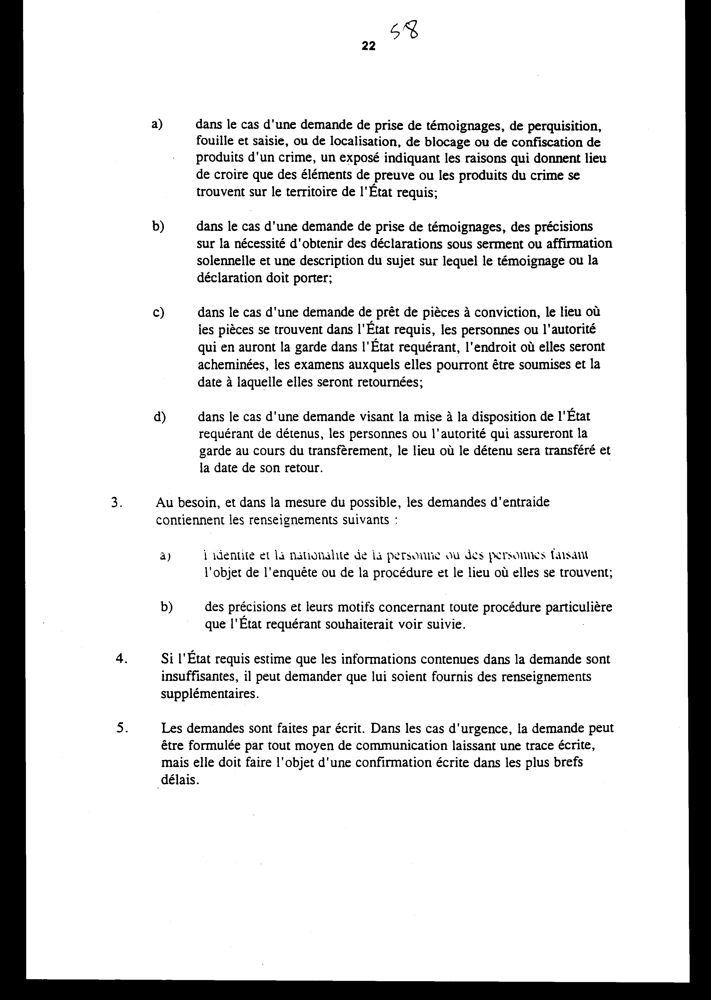 58
22
a) dans le cas d'une demande de prise de témoignages, de perquisition,
fouille et saisie, ou de localisation, de blocage ou de confiscation de
produits d'un crime, un exposé indiquant les raisons qui donnent lieu
de croire que des éléments de preuve ou les produits du crime se
trouvent sur le territoire de l'État requis;
b) dans le cas d'une demande de prise de témoignages, des précisions
sur la nécessité d'obtenir des déclarations sous serment ou affirmation
solennelle et une description du sujet sur lequel le témoignage ou la
déclaration doit porter;
c) dans le cas d'une demande de prêt de pièces à conviction, le lieu où
les pièces se trouvent dans l'État requis, les personnes ou l'autorité
qui en auront la garde dans l'État requérant, l'endroit où elles seront
acheminées, les examens auxquels elles pourront être soumises et la
date à laquelle elles seront retournées;
d) dans le cas d'une demande visant la mise à la disposition de l'État
requérant de détenus, les personnes ou l'autorité qui assureront la
garde au cours du transfèrement, le lieu où le détenu sera transféré et
la date de son retour.
3. Au besoin, et dans la mesure du possible, les demandes d'entraide
contiennent les renseignements suivants :
a) l'identité et la nationalité de la personne ou des personnes faisant
l'objet de l'enquête ou de la procédure et le lieu où elles se trouvent;
b) des précisions et leurs motifs concernant toute procédure particulière
que l'État requérant souhaiterait voir suivie.
4. Si l'État requis estime que les informations contenues dans la demande sont
insuffisantes, il peut demander que lui soient fournis des renseignements
supplémentaires.
5. Les demandes sont faites par écrit. Dans les cas d'urgence, la demande peut
être formulée par tout moyen de communication laissant une trace écrite,
mais elle doit faire l'objet d'une confirmation écrite dans les plus brefs
délais.